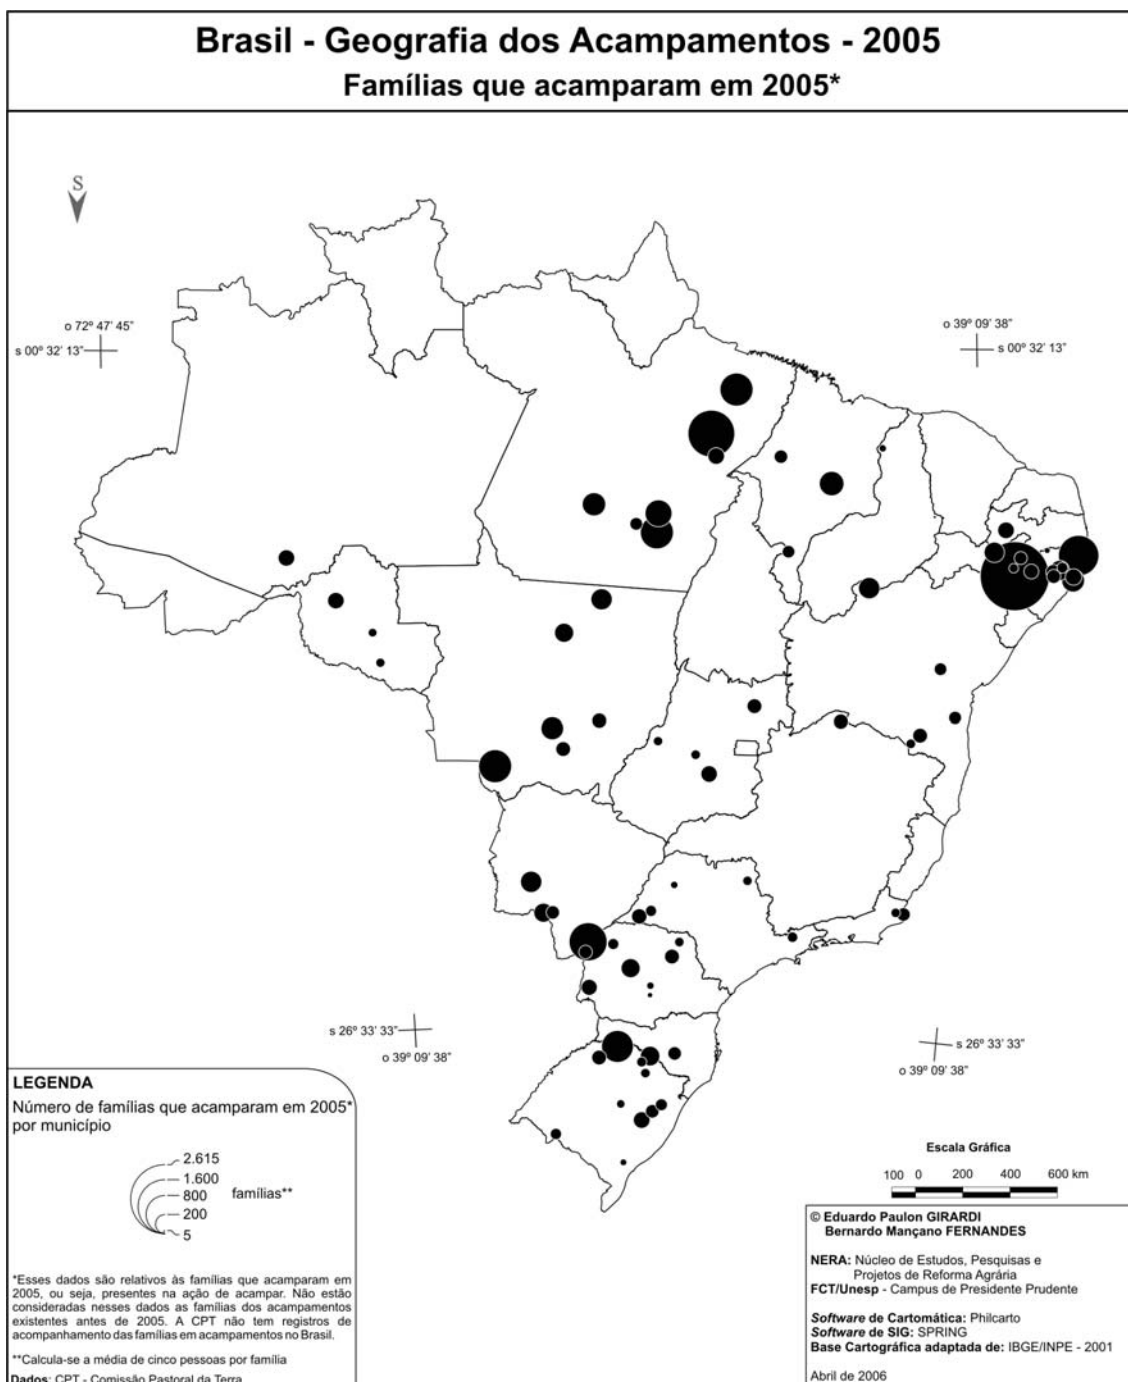 Brasil - Geografia dos Acampamentos - 2005
Famílias que acamparam em 2005*
S
o 72º 47' 45"
s 00º 32' 13"
o 39º 09' 38"
s 00º 32' 13"
s 26º 33' 33"
o 39º 09' 38"
s 26º 33' 33"
o 39º 09' 38"
LEGENDA
Número de famílias que acamparam em 2005*
por município
2.615
1.600
800
200
5
famílias**
*Esses dados são relativos às famílias que acamparam em
2005, ou seja, presentes na ação de acampar. Não estão
consideradas nesses dados as famílias dos acampamentos
existentes antes de 2005. A CPT não tem registros de
acompanhamento das famílias em acampamentos no Brasil.
**Calcula-se a média de cinco pessoas por família
Dados: CPT - Comissão Pastoral da Terra
Escala Gráfica
100 0 200 400 600 km
© Eduardo Paulon GIRARDI
Bernardo Mançano FERNANDES
NERA: Núcleo de Estudos, Pesquisas e
Projetos de Reforma Agrária
FCT/Unesp - Campus de Presidente Prudente
Software de Cartomática: Philcarto
Software de SIG: SPRING
Base Cartográfica adaptada de: IBGE/INPE - 2001
Abril de 2006